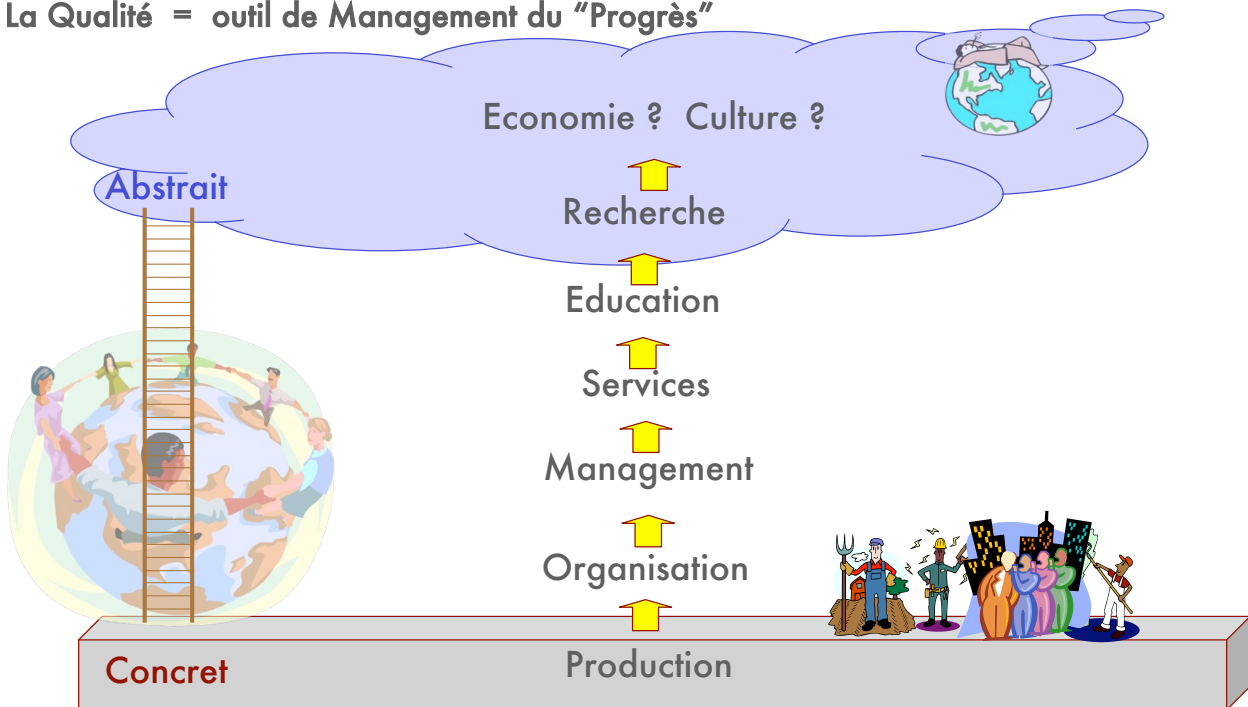 La Qualité = outil de Management du “Progrès”
Economie ? Culture ?
Abstrait
Recherche
Education
Services
Management
Organisation
Production
Concret